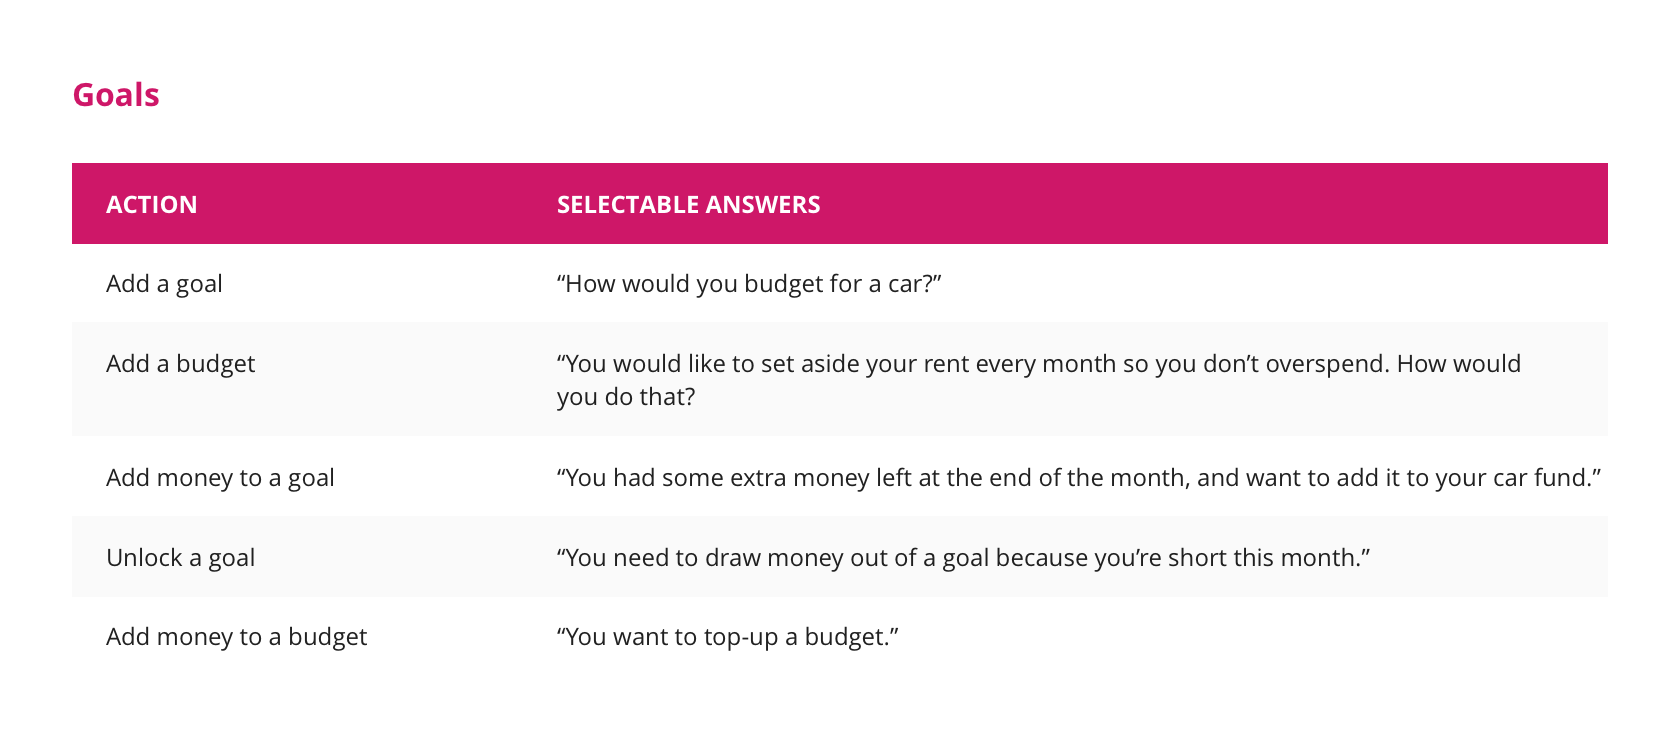 Goals
ACTION SELECTABLE ANSWERS
Add a goal “How would you budget for a car?”
Add a budget “You would like to set aside your rent every month so you don’t overspend. How would
you do that?
Add money to a goal “You had some extra money left at the end of the month, and want to add it to your car fund.”
Unlock a goal “You need to draw money out of a goal because you’re short this month.”
Add money to a budget “You want to top-up a budget.”